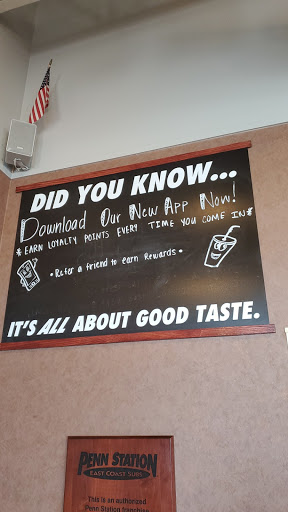 DID YOU KNOW...
Download Our New App Now!
* EARN LOYALTY POINTS EVERY TIME YOU COME IN *
• Refer a friend to earn Rewards •
IT'S ALL ABOUT GOOD TASTE.
PENN STATION
EAST COAST SUBS
This is an authorized
Penn Station franchise